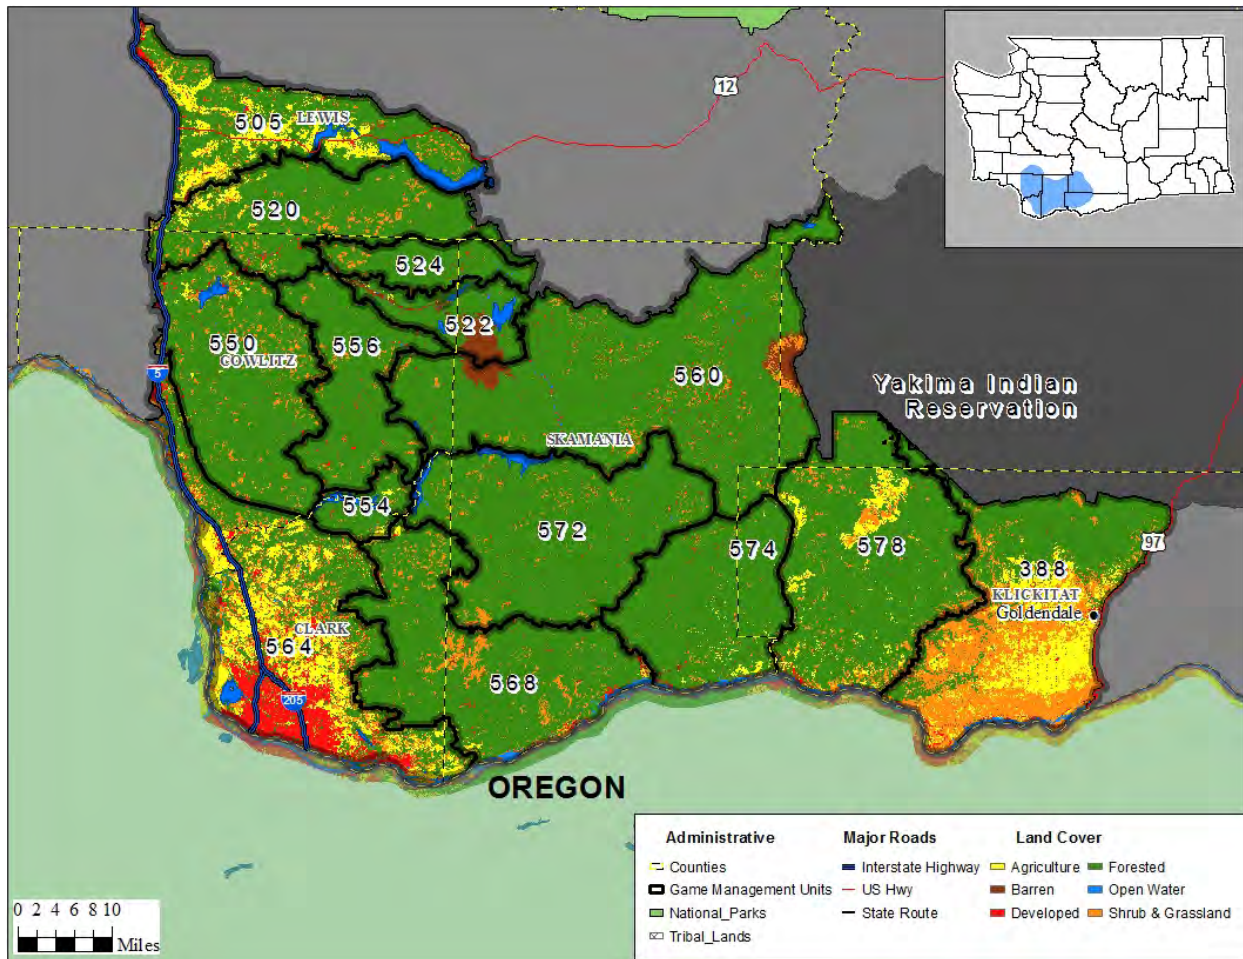 12
505
LEWIS
520
524
522
550
COWLITZ
556
5
560
Yakima Indian
Reservation
SKAMANIA
554
572
574
578
388
97
KLICKITAT
Goldendale
CLARK
564
568
205
OREGON
Administrative
Counties
Game Management Units
National_Parks
Tribal_Lands
Major Roads
Interstate Highway
US Hwy
State Route
Land Cover
Agriculture
Barren
Developed
Forested
Open Water
Shrub & Grassland
0 2 4 6 8 10
Miles